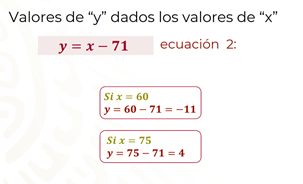 Valores de “y” dados los valores de “x”
y = x − 71 ecuación 2:
Si x = 60
y = 60 − 71 = −11
Si x = 75
y = 75 − 71 = 4